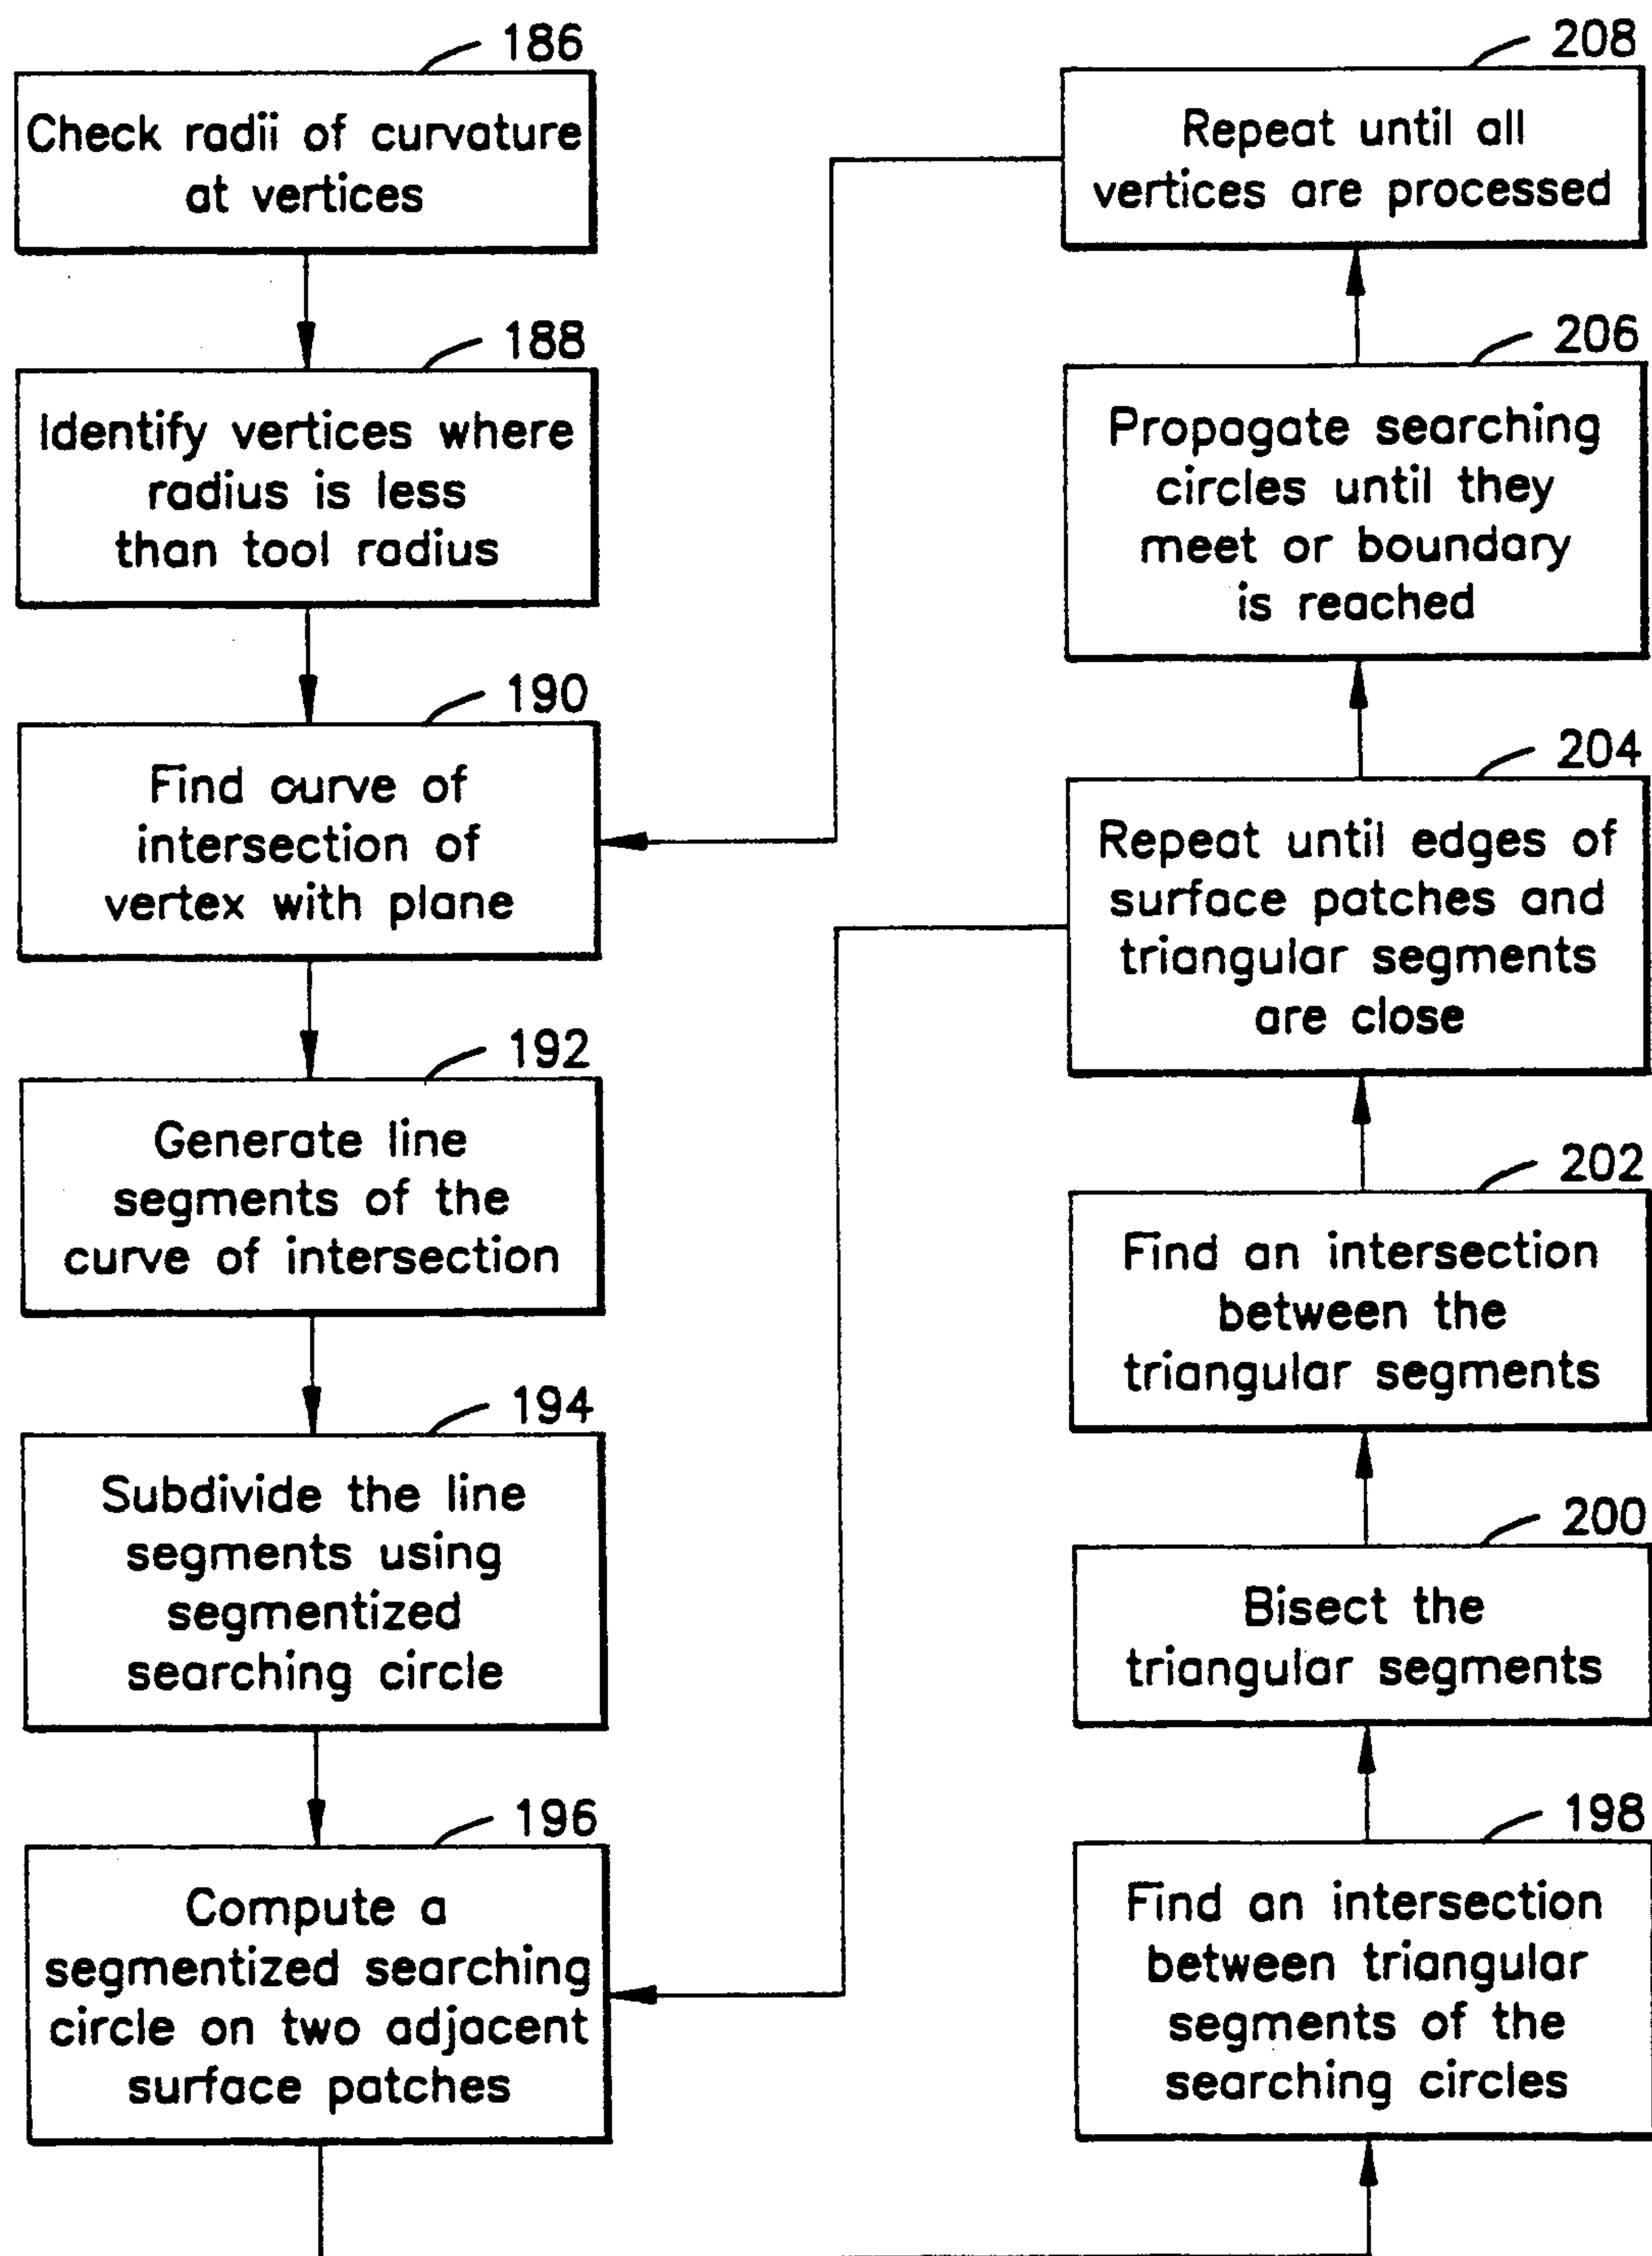 186
Check radii of curvature
at vertices
188
Identify vertices where
radius is less
than tool radius
190
Find curve of
intersection of
vertex with plane
192
Generate line
segments of the
curve of intersection
194
Subdivide the line
segments using
segmentized
searching circle
196
Compute a
segmentized searching
circle on two adjacent
surface patches
198
Find an intersection
between triangular
segments of the
searching circles
200
Bisect the
triangular segments
202
Find an intersection
between the
triangular segments
204
Repeat until edges of
surface patches and
triangular segments
are close
206
Propagate searching
circles until they
meet or boundary
is reached
208
Repeat until all
vertices are processed